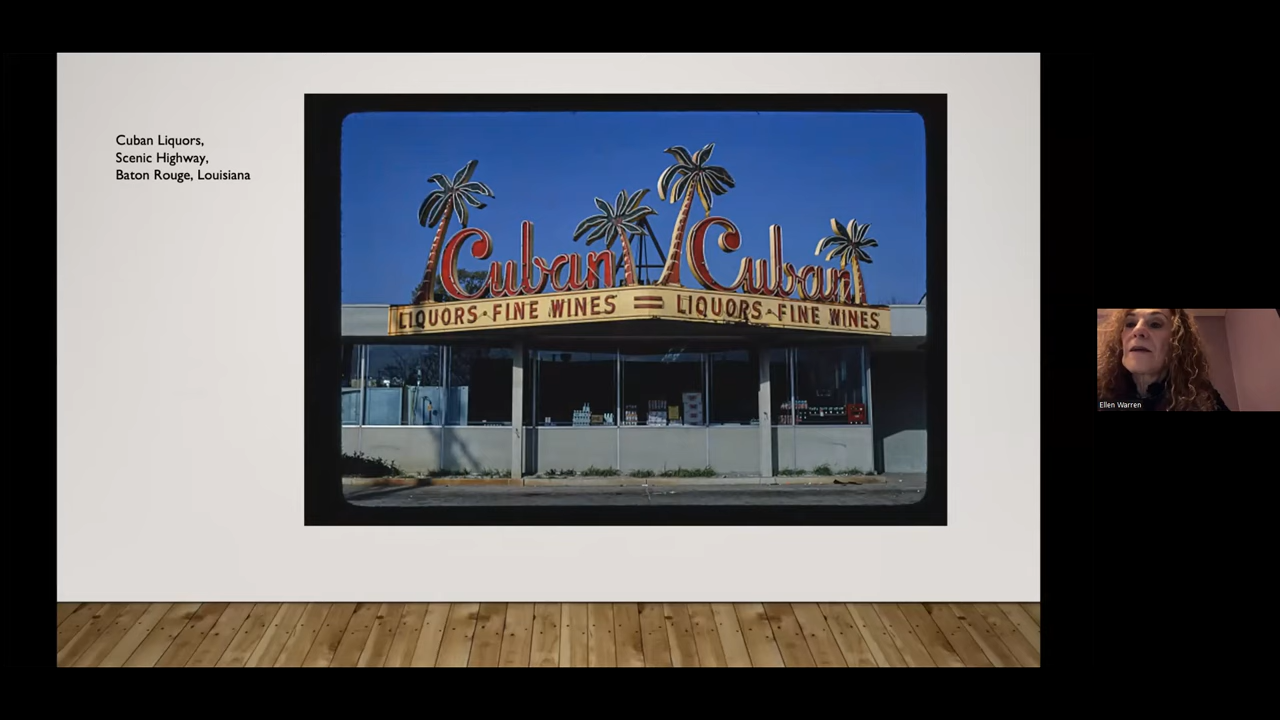 Cuban Liquors,
Scenic Highway,
Baton Rouge, Louisiana
Cuban Cuban
LIQUORS - FINE WINES LIQUORS - FINE WINES
Ellen Warren